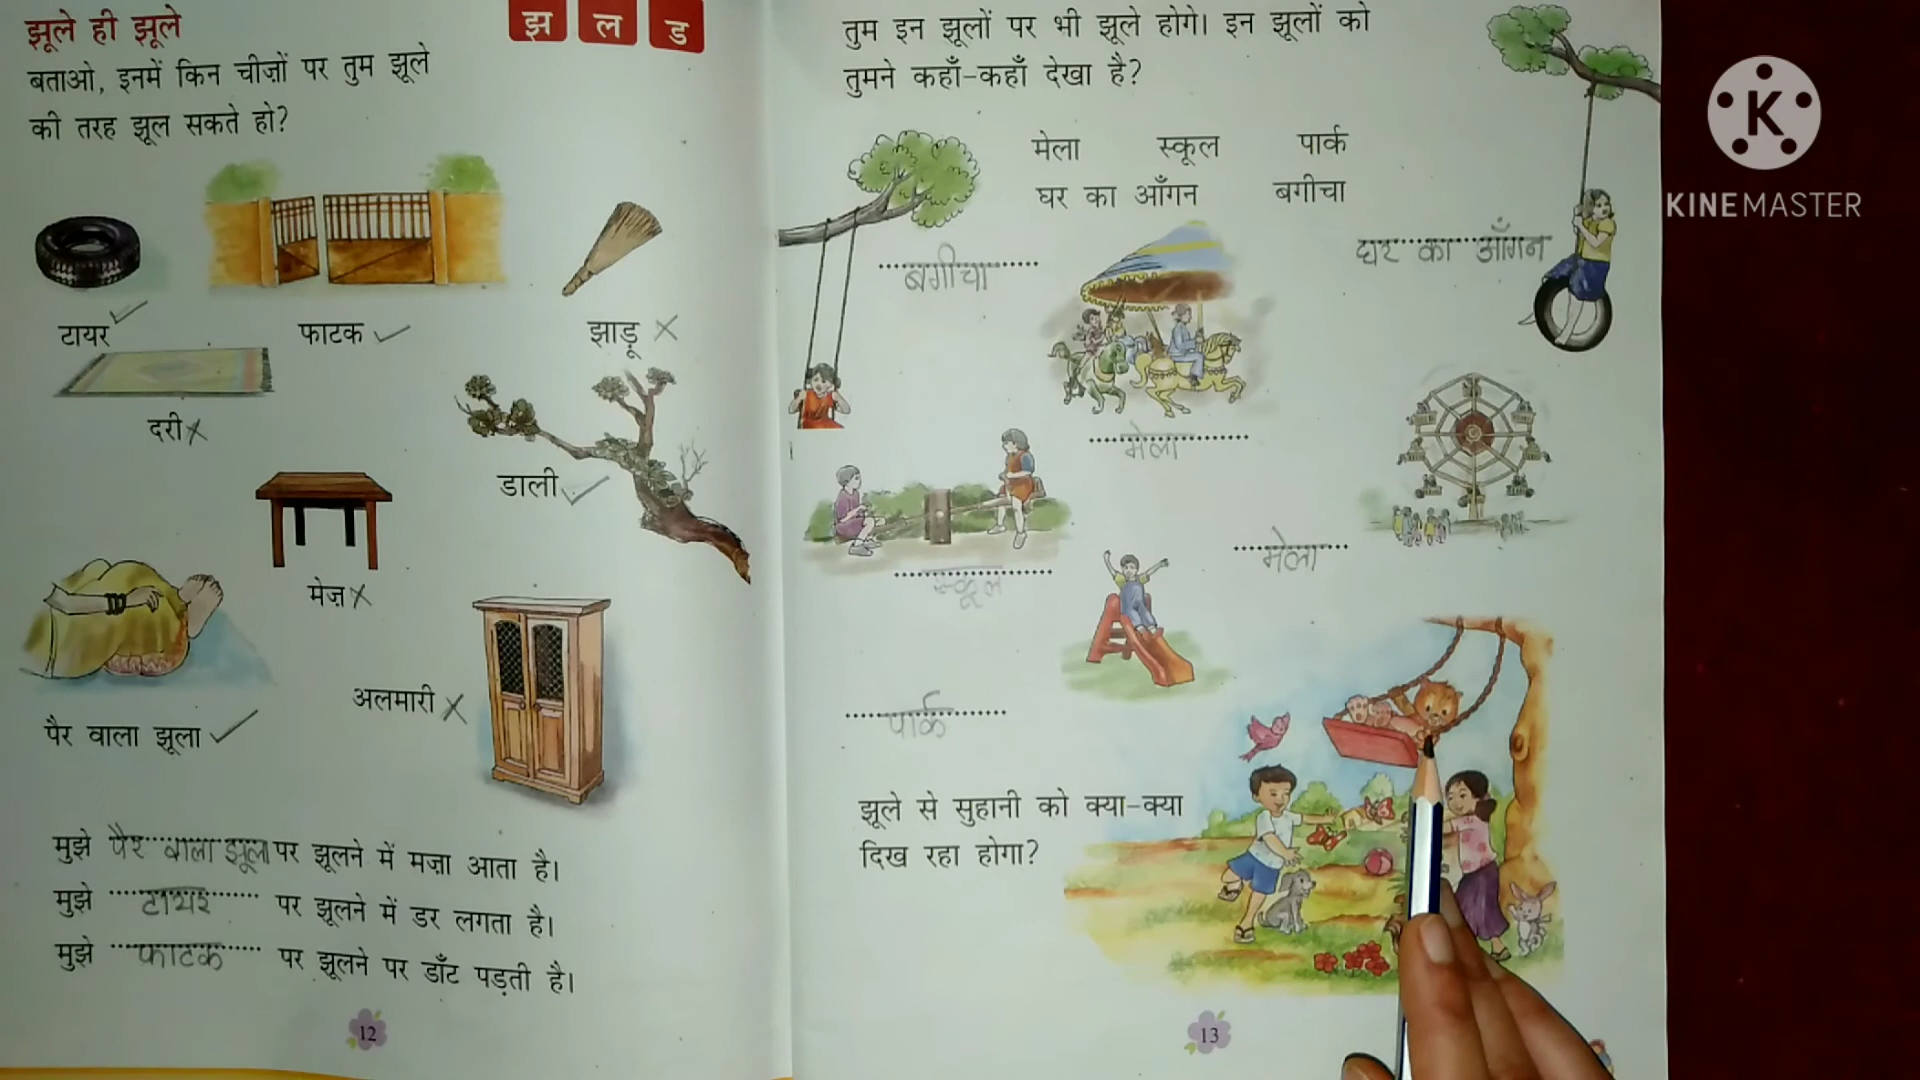 झूले ही झूले
झ ल ड
बताओ, इनमें किन चीज़ों पर तुम झूले
की तरह झूल सकते हो?
टायर ✓
फाटक ✓
झाड़ू ×
दरी ×
डाली ✓
मेज़ ×
अलमारी ×
पैर वाला झूला ✓
मुझे पैर वाला झूला पर झूलने में मज़ा आता है।
मुझे टायर पर झूलने में डर लगता है।
मुझे फाटक पर झूलने पर डाँट पड़ती है।
12
तुम इन झूलों पर भी झूले होगे। इन झूलों को
तुमने कहाँ-कहाँ देखा है?
मेला स्कूल पार्क
घर का आँगन बगीचा
बगीचा
घर का आँगन
मेला
मेला
स्कूल
पार्क
झूले से सुहानी को क्या-क्या
दिख रहा होगा?
13
K
KINEMASTER